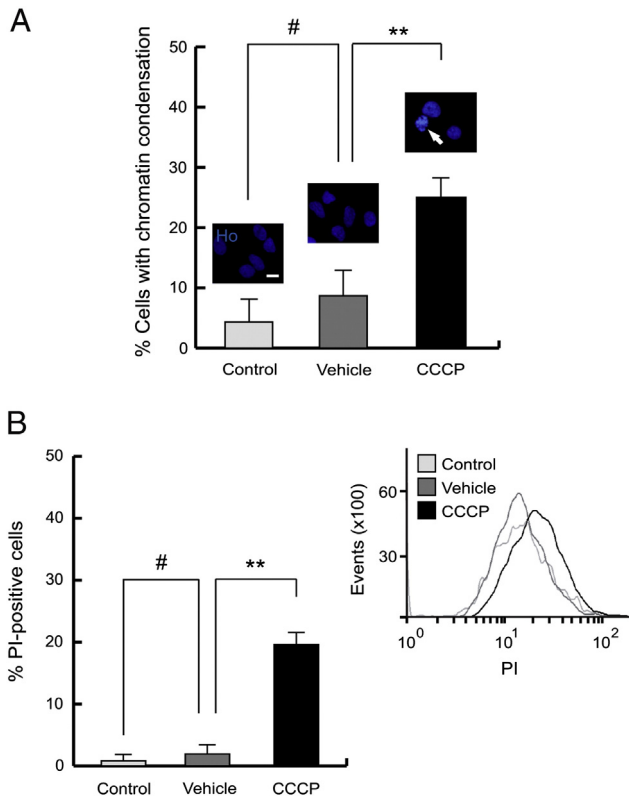 A
% Cells with chromatin condensation
50
40
30
20
10
0
#
**
Ho
Control Vehicle CCCP
B
% PI-positive cells
50
40
30
20
10
0
#
**
Control Vehicle CCCP
Events (x100)
60
30
Control
Vehicle
CCCP
10⁰ 10¹ 10²
PI